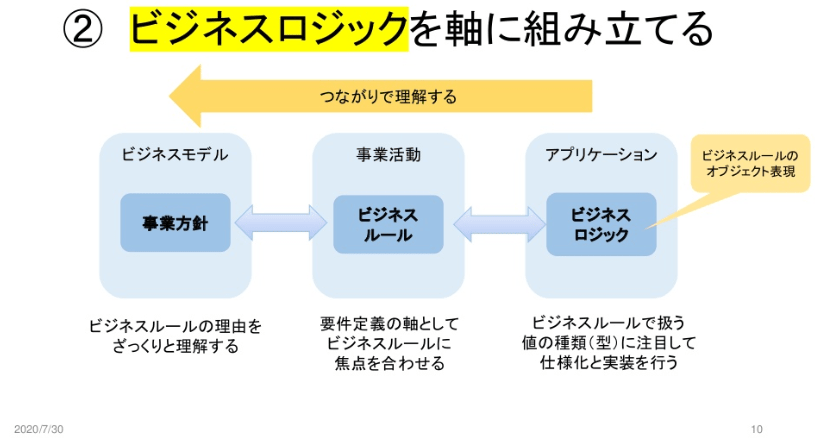 ② ビジネスロジックを軸に組み立てる
つながりで理解する
ビジネスモデル
事業方針
ビジネスルールの理由を
ざっくりと理解する
事業活動
ビジネス
ルール
要件定義の軸として
ビジネスルールに
焦点を合わせる
アプリケーション
ビジネス
ロジック
ビジネスルールの
オブジェクト表現
ビジネスルールで扱う
値の種類（型）に注目して
仕様化と実装を行う
2020/7/30
10